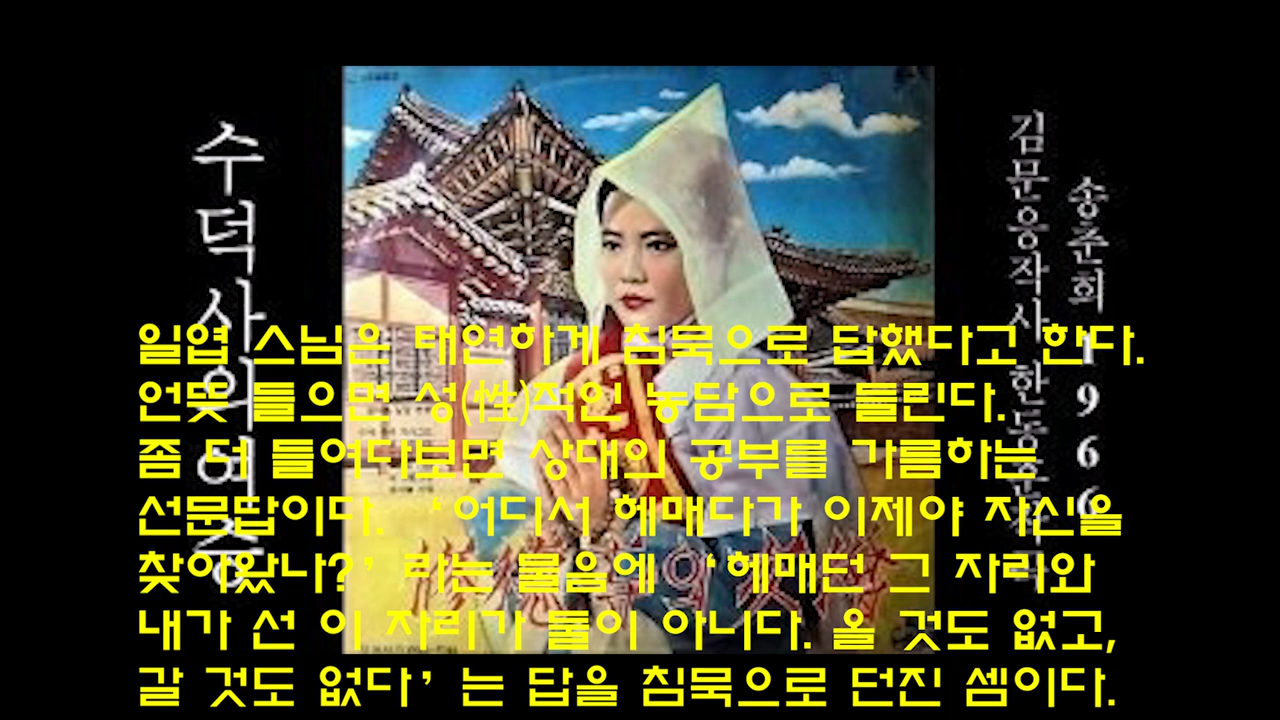 수덕사의여승
김문응작사 한동훈작곡
송춘희
1966
일엽 스님은 태연하게 침묵으로 답했다고 한다.
언뜻 들으면 성(性)적인 농담으로 들린다.
좀 더 들여다보면 상대의 공부를 가름하는
선문답이다. ‘어디서 헤매다가 이제야 자신을
찾아왔나?’ 라는 물음에 ‘헤매던 그 자리와
내가 선 이 자리가 둘이 아니다. 올 것도 없고,
갈 것도 없다’ 는 답을 침묵으로 던진 셈이다.